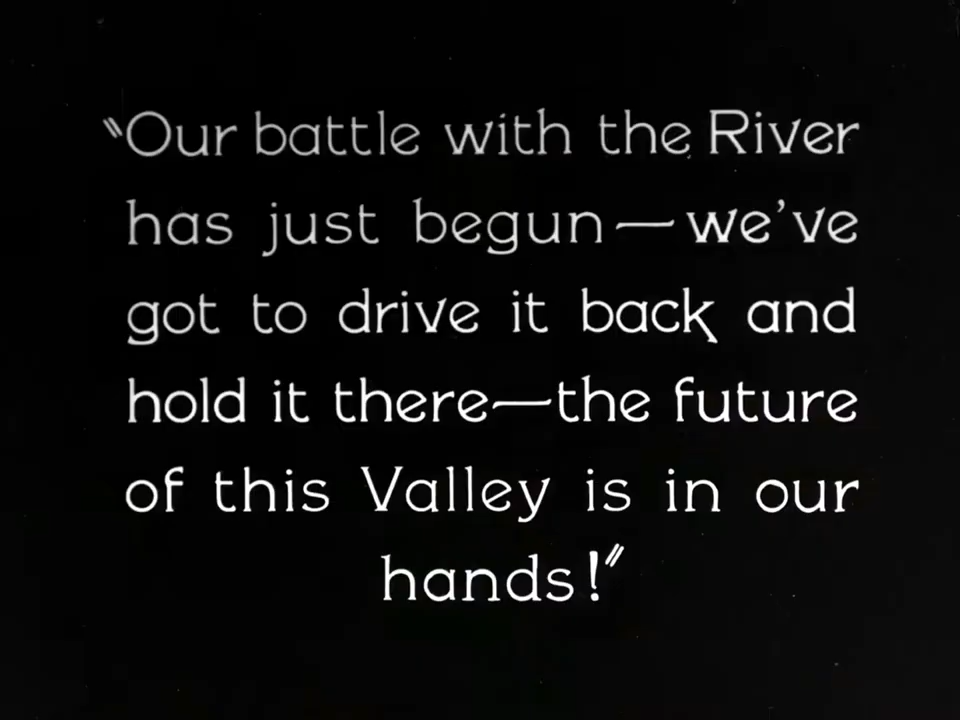 "Our battle with the River
has just begun—we've
got to drive it back and
hold it there—the future
of this Valley is in our
hands!"